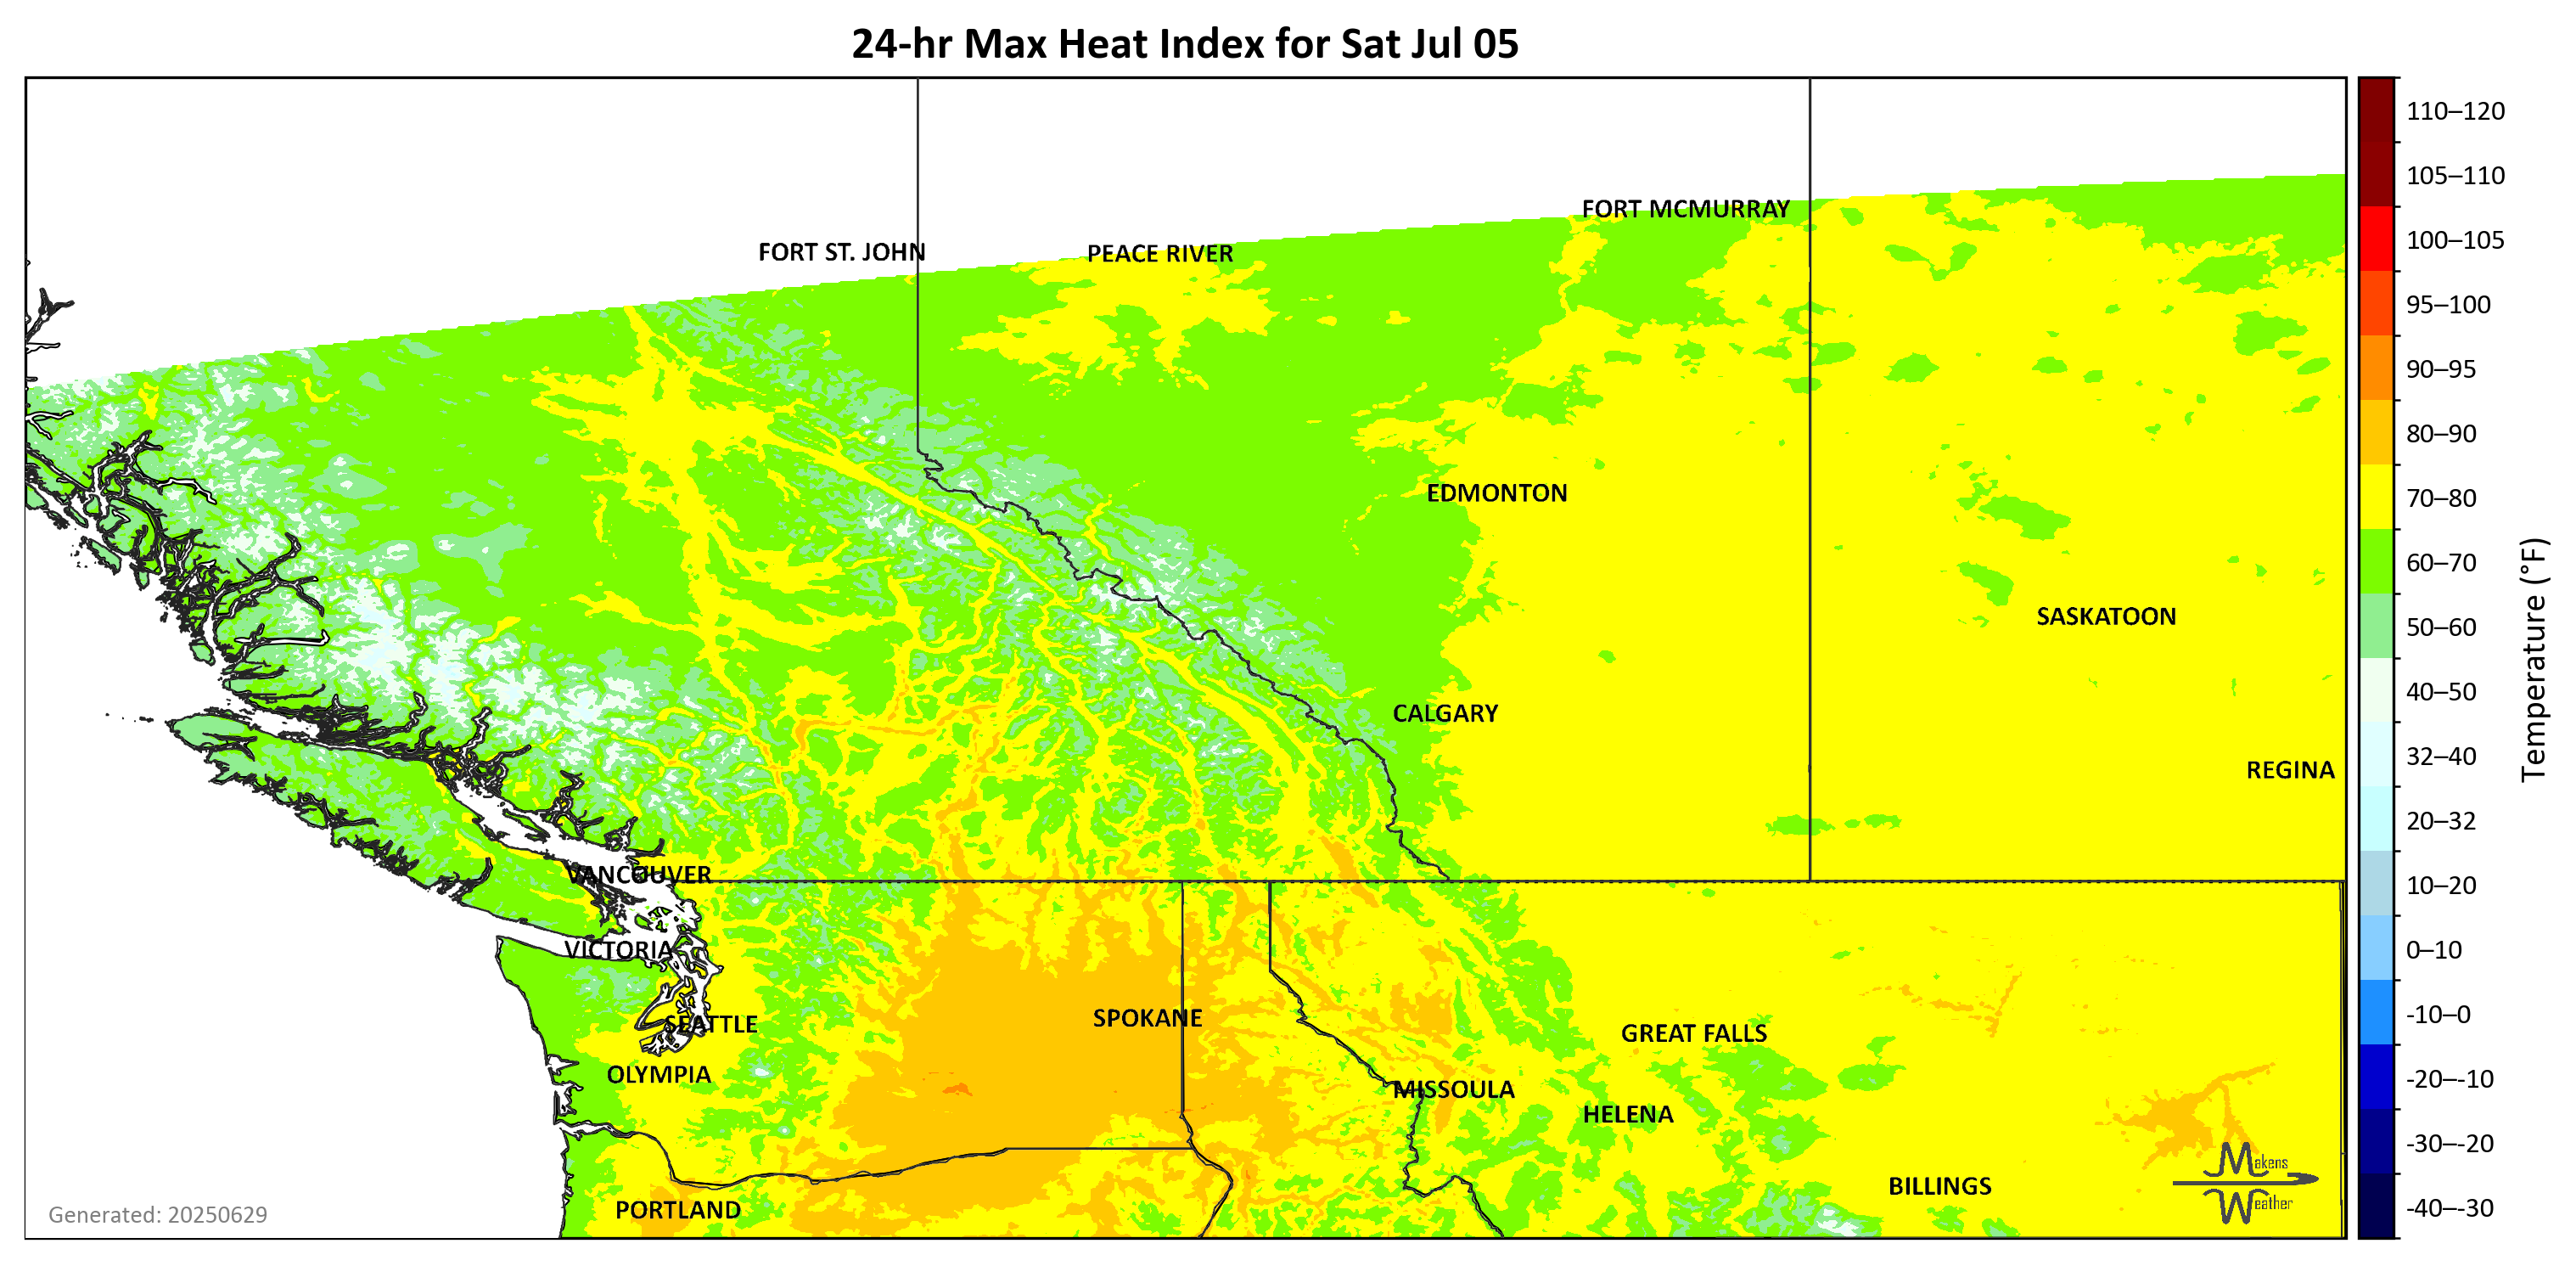 24-hr Max Heat Index for Sat Jul 05
FORT MCMURRAY
FORT ST. JOHN
PEACE RIVER
EDMONTON
SASKATOON
CALGARY
REGINA
VANCOUVER
VICTORIA
SEATTLE
SPOKANE
GREAT FALLS
OLYMPIA
MISSOULA
HELENA
BILLINGS
PORTLAND
Generated: 20250629
Makens
Weather
110–120
105–110
100–105
95–100
90–95
80–90
70–80
60–70
50–60
40–50
32–40
20–32
10–20
0–10
-10–0
-20–-10
-30–-20
-40–-30
Temperature (°F)